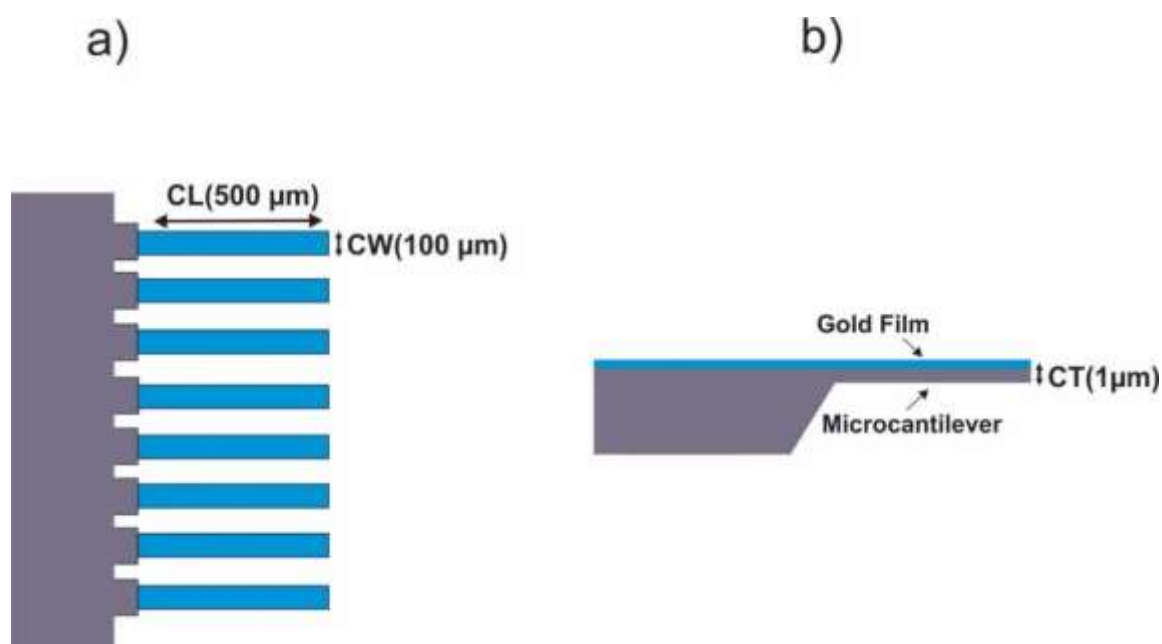 a)
b)
CL(500 µm)
CW(100 µm)
Gold Film
CT(1µm)
Microcantilever